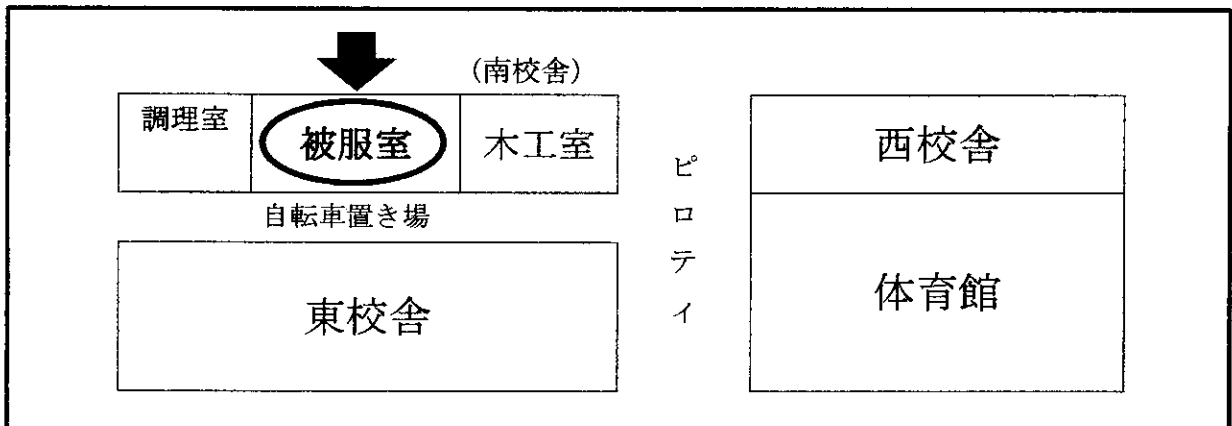 (南校舎)
調理室
被服室
木工室
自転車置き場
東校舎
ピロティ
西校舎
体育館